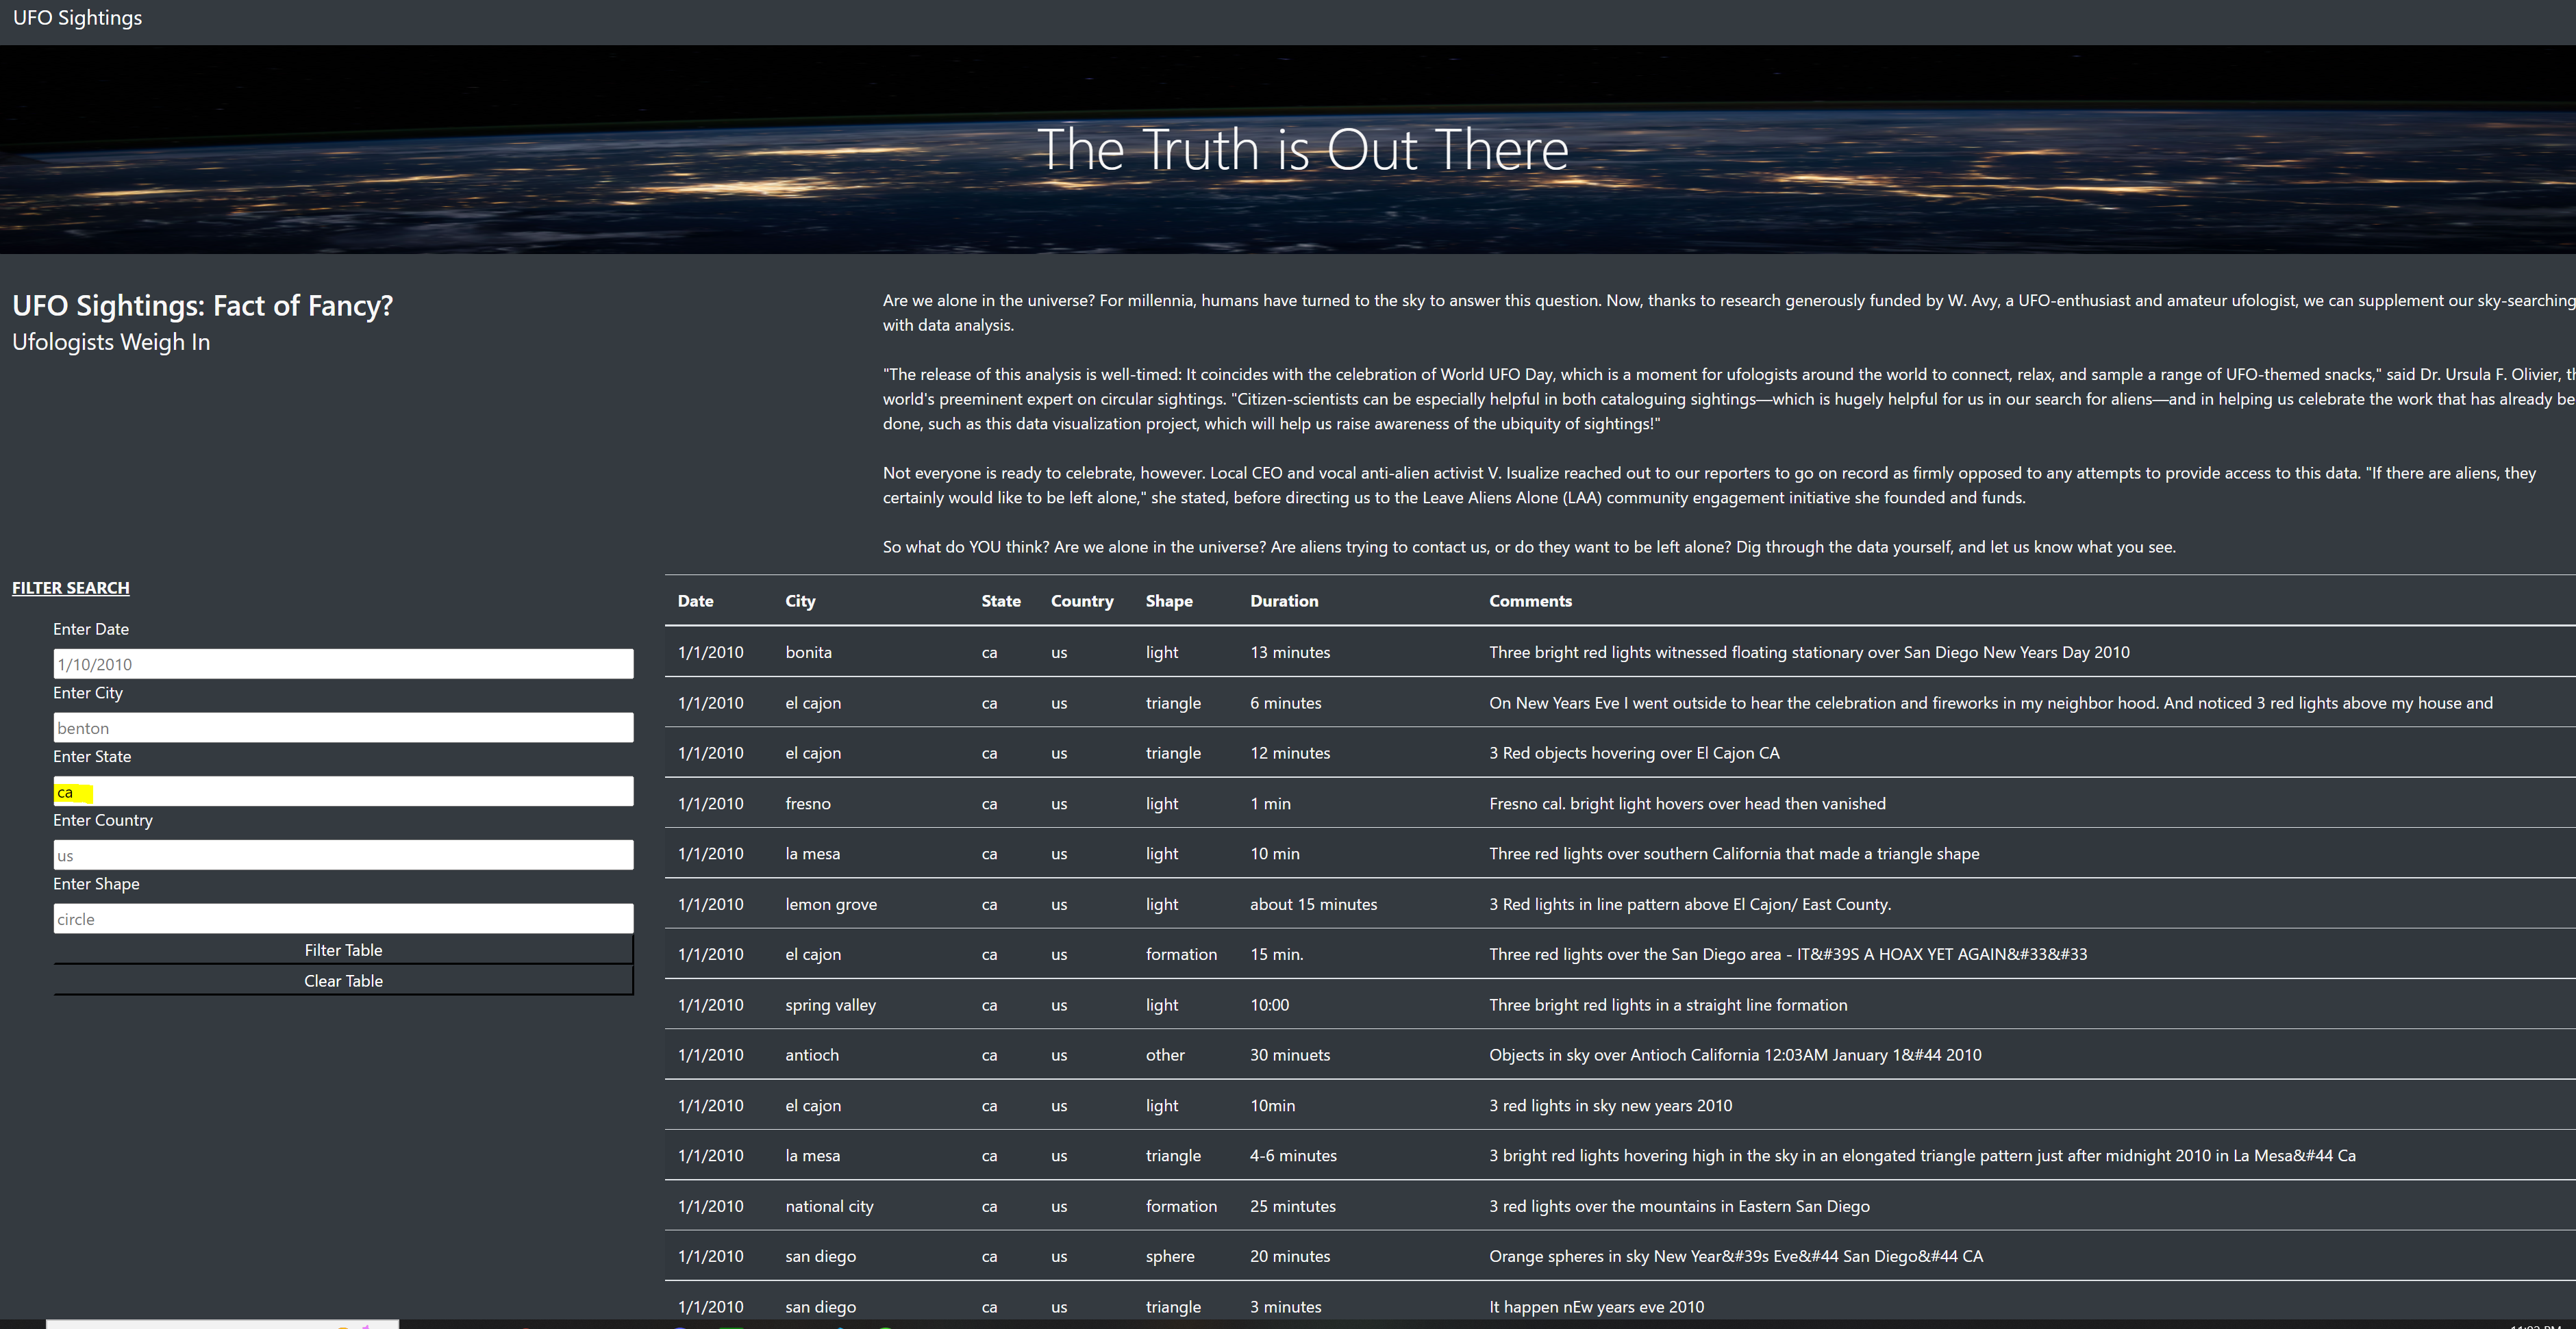 UFO Sightings
The Truth is Out There
UFO Sightings: Fact of Fancy?
Ufologists Weigh In
Are we alone in the universe? For millennia, humans have turned to the sky to answer this question. Now, thanks to research generously funded by W. Avy, a UFO-enthusiast and amateur ufologist, we can supplement our sky-searching
with data analysis.
"The release of this analysis is well-timed: It coincides with the celebration of World UFO Day, which is a moment for ufologists around the world to connect, relax, and sample a range of UFO-themed snacks," said Dr. Ursula F. Olivier,
world's preeminent expert on circular sightings. "Citizen-scientists can be especially helpful in both cataloguing sightings—which is hugely helpful for us in our search for aliens—and in helping us celebrate the work that has already
done, such as this data visualization project, which will help us raise awareness of the ubiquity of sightings!"
Not everyone is ready to celebrate, however. Local CEO and vocal anti-alien activist V. Isualize reached out to our reporters to go on record as firmly opposed to any attempts to provide access to this data. "If there are aliens, they
certainly would like to be left alone," she stated, before directing us to the Leave Aliens Alone (LAA) community engagement initiative she founded and funds.
So what do YOU think? Are we alone in the universe? Are aliens trying to contact us, or do they want to be left alone? Dig through the data yourself, and let us know what you see.
FILTER SEARCH
Enter Date
1/10/2010
Enter City
benton
Enter State
ca
Enter Country
us
Enter Shape
circle
Filter Table
Clear Table
Date City State Country Shape Duration Comments
1/1/2010 bonita ca us light 13 minutes Three bright red lights witnessed floating stationary over San Diego New Years Day 2010
1/1/2010 el cajon ca us triangle 6 minutes On New Years Eve I went outside to hear the celebration and fireworks in my neighbor hood. And noticed 3 red lights above my house and
1/1/2010 el cajon ca us triangle 12 minutes 3 Red objects hovering over El Cajon CA
1/1/2010 fresno ca us light 1 min Fresno cal. bright light hovers over head then vanished
1/1/2010 la mesa ca us light 10 min Three red lights over southern California that made a triangle shape
1/1/2010 lemon grove ca us light about 15 minutes 3 Red lights in line pattern above El Cajon/ East County.
1/1/2010 el cajon ca us formation 15 min. Three red lights over the San Diego area - IT&#39S A HOAX YET AGAIN&#33&#33
1/1/2010 spring valley ca us light 10:00 Three bright red lights in a straight line formation
1/1/2010 antioch ca us other 30 minuets Objects in sky over Antioch California 12:03AM January 1&#44 2010
1/1/2010 el cajon ca us light 10min 3 red lights in sky new years 2010
1/1/2010 la mesa ca us triangle 4-6 minutes 3 bright red lights hovering high in the sky in an elongated triangle pattern just after midnight 2010 in La Mesa&#44 Ca
1/1/2010 national city ca us formation 25 mintutes 3 red lights over the mountains in Eastern San Diego
1/1/2010 san diego ca us sphere 20 minutes Orange spheres in sky New Year&#39s Eve&#44 San Diego&#44 CA
1/1/2010 san diego ca us triangle 3 minutes It happen nEw years eve 2010